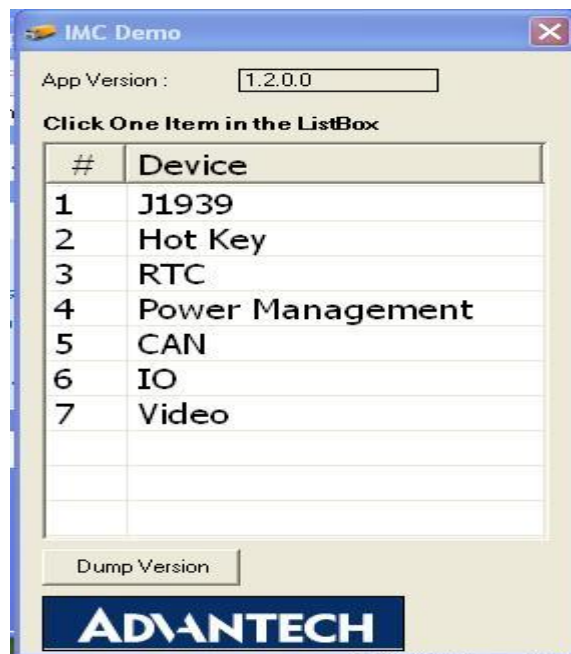 IMC Demo
App Version : 1.2.0.0
Click One Item in the ListBox
# Device
1 J1939
2 Hot Key
3 RTC
4 Power Management
5 CAN
6 IO
7 Video
Dump Version
ADVANTECH